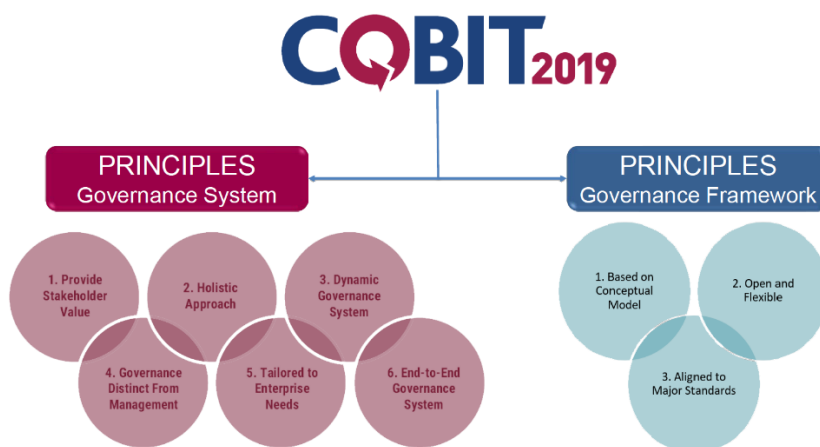 COBIT 2019
PRINCIPLES
Governance System
PRINCIPLES
Governance Framework
1. Provide
Stakeholder
Value
2. Holistic
Approach
3. Dynamic
Governance
System
4. Governance
Distinct From
Management
5. Tailored to
Enterprise
Needs
6. End-to-End
Governance
System
1. Based on
Conceptual
Model
2. Open and
Flexible
3. Aligned to
Major Standards